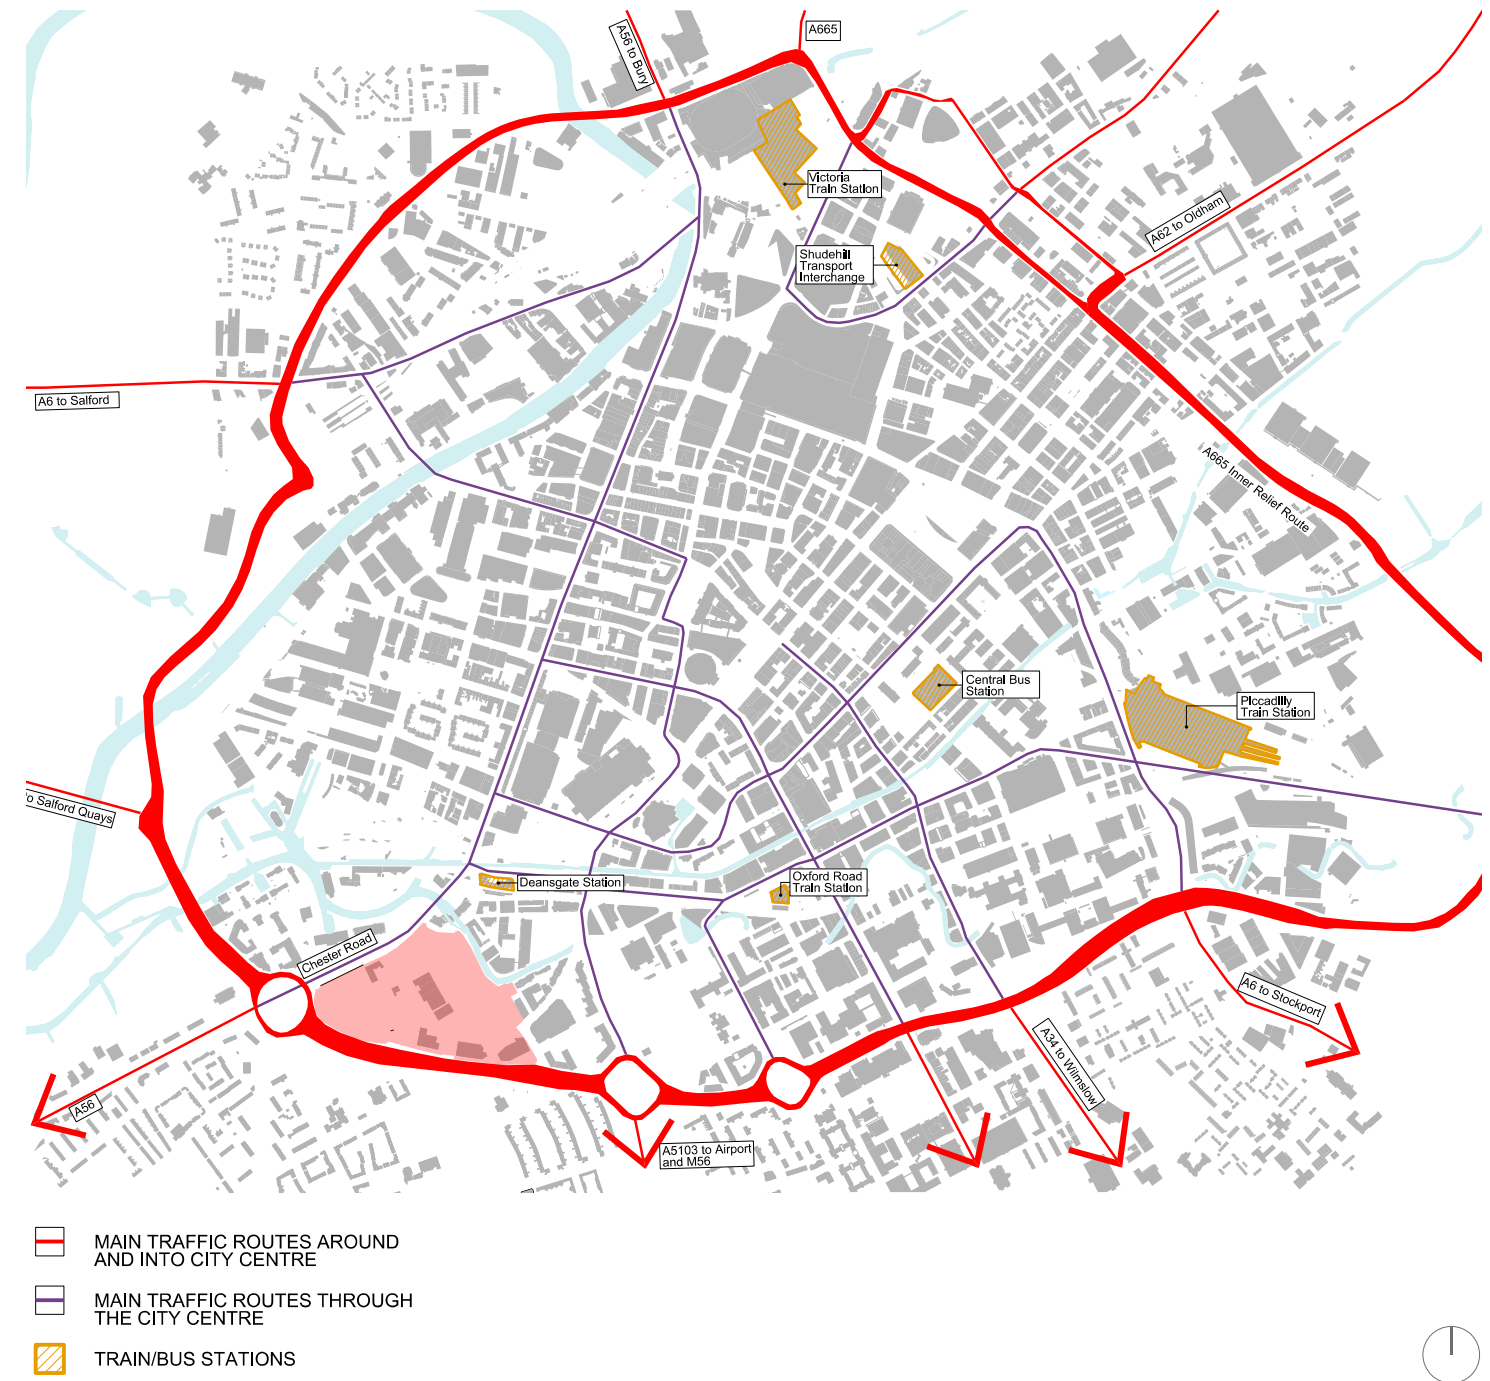 A56 to Bury
A665
Victoria
Train Station
A62 to Oldham
Shudehill
Transport
Interchange
A6 to Salford
A665 Inner Relief Route
Central Bus
Station
Piccadilly
Train Station
o Salford Quays
Deansgate Station
Oxford Road
Train Station
Chester Road
A6 to Stockport
A34 to Wilmslow
A56
A5103 to Airport
and M56
MAIN TRAFFIC ROUTES AROUND
AND INTO CITY CENTRE
MAIN TRAFFIC ROUTES THROUGH
THE CITY CENTRE
TRAIN/BUS STATIONS